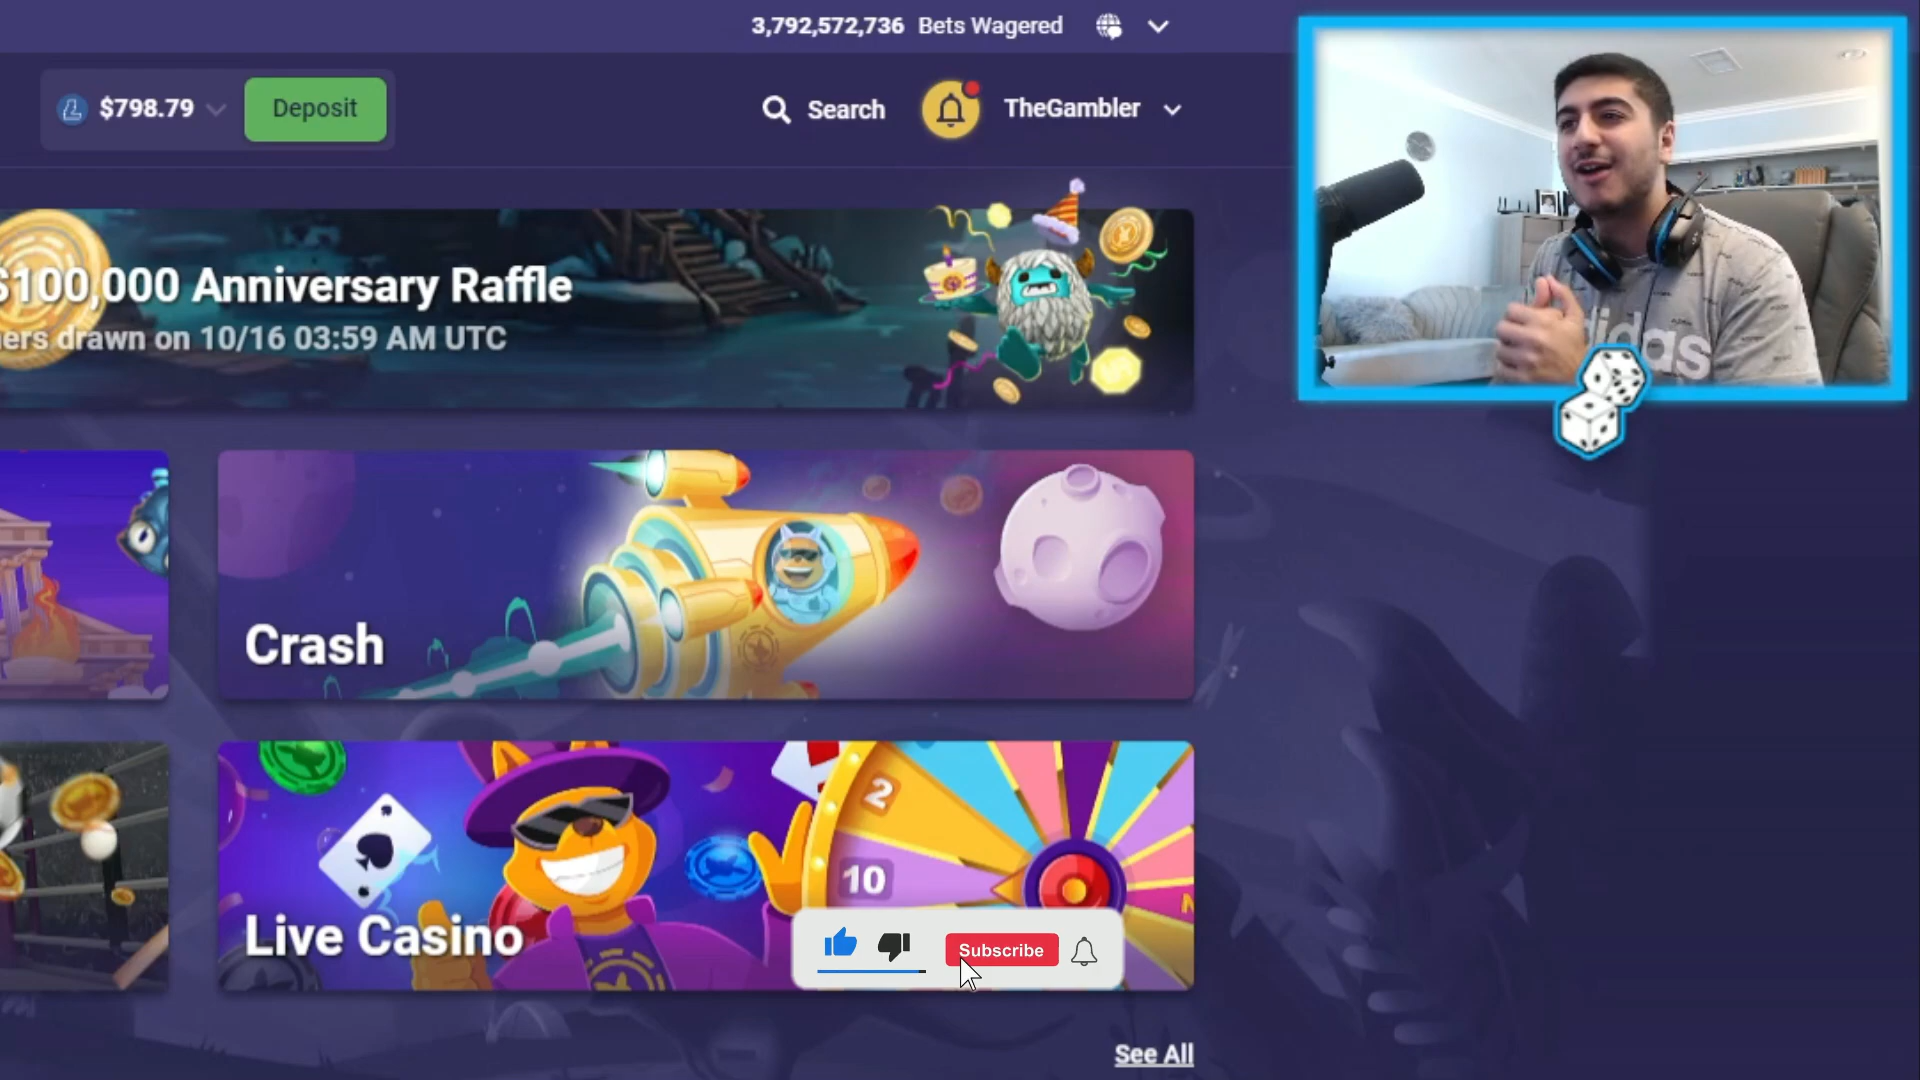 3,792,572,736 Bets Wagered
$798.79
Deposit
Search
TheGambler
$100,000 Anniversary Raffle
ers drawn on 10/16 03:59 AM UTC
adidas
Crash
2
10
Live Casino
Subscribe
See All